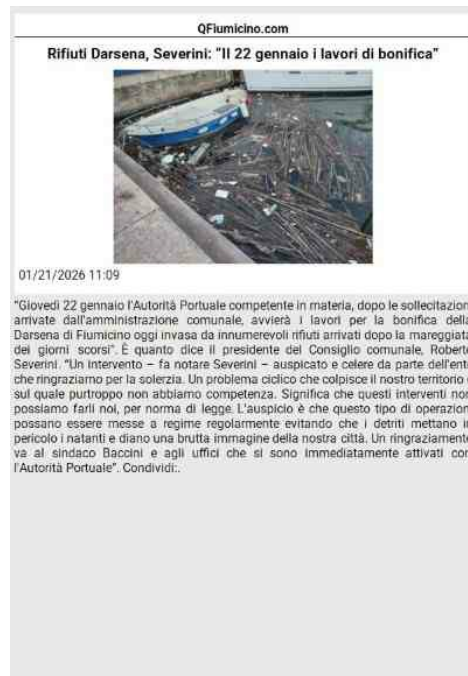 QFiumicino.com
Rifiuti Darsena, Severini: "Il 22 gennaio i lavori di bonifica"
01/21/2026 11:09
"Giovedì 22 gennaio l'Autorità Portuale competente in materia, dopo le sollecitazion
arrivate dall'amministrazione comunale, avvierà i lavori per la bonifica della
Darsena di Fiumicino oggi invasa da innumerevoli rifiuti arrivati dopo la mareggiata
dei giorni scorsi". È quanto dice il presidente del Consiglio comunale, Roberto
Severini. "Un intervento – fa notare Severini – auspicato e celere da parte dell'ente
che ringraziamo per la solerzia. Un problema ciclico che colpisce il nostro territorio
sul quale purtroppo non abbiamo competenza. Significa che questi interventi non
possiamo farli noi, per norma di legge. L'auspicio è che questo tipo di operazion
possano essere messe a regime regolarmente evitando che i detriti mettano in
pericolo i natanti e diano una brutta immagine della nostra città. Un ringraziamento
va al sindaco Baccini e agli uffici che si sono immediatamente attivati con
l'Autorità Portuale". Condividi:.